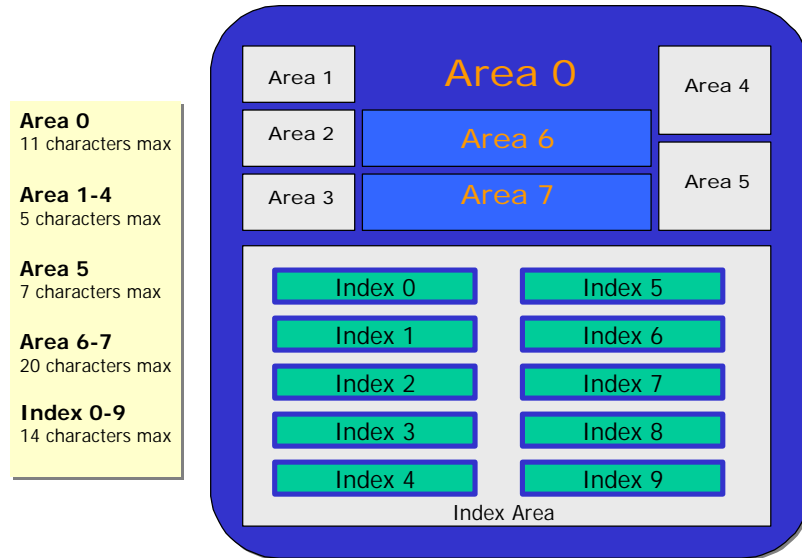 Area 0
11 characters max
Area 1-4
5 characters max
Area 5
7 characters max
Area 6-7
20 characters max
Index 0-9
14 characters max
Area 1
Area 0
Area 4
Area 2
Area 6
Area 3
Area 7
Area 5
Index 0
Index 5
Index 1
Index 6
Index 2
Index 7
Index 3
Index 8
Index 4
Index 9
Index Area